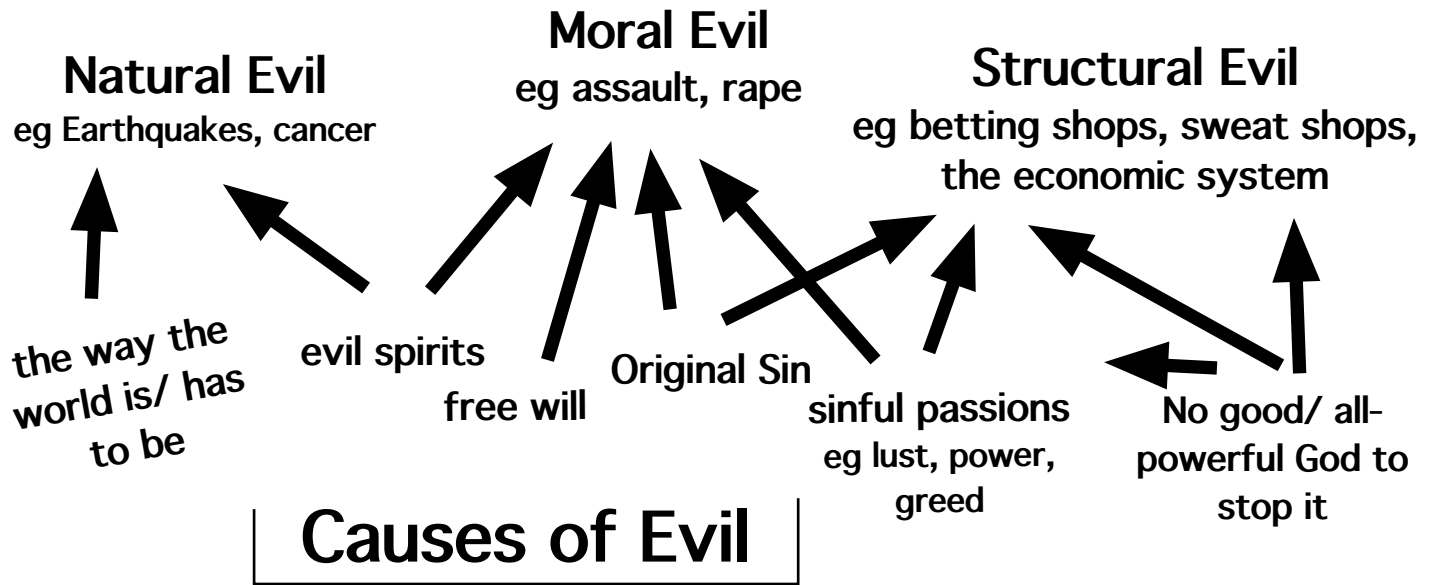 Natural Evil
eg Earthquakes, cancer
Moral Evil
eg assault, rape
Structural Evil
eg betting shops, sweat shops,
the economic system
the way the
world is/ has
to be
evil spirits
free will
Original Sin
sinful passions
eg lust, power,
greed
No good/ all-
powerful God to
stop it
Causes of Evil